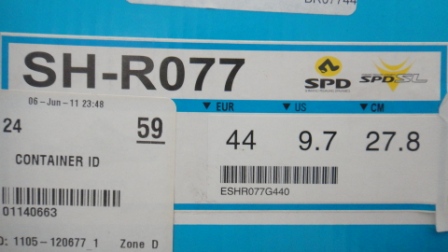 BR07744
SH-R077
SPD
SPD-SL
EUR US CM
44 9.7 27.8
ESHR077G440
06-Jun-11 23:48
24 59
CONTAINER ID
01140663
D: 1105-120677_1 Zone D